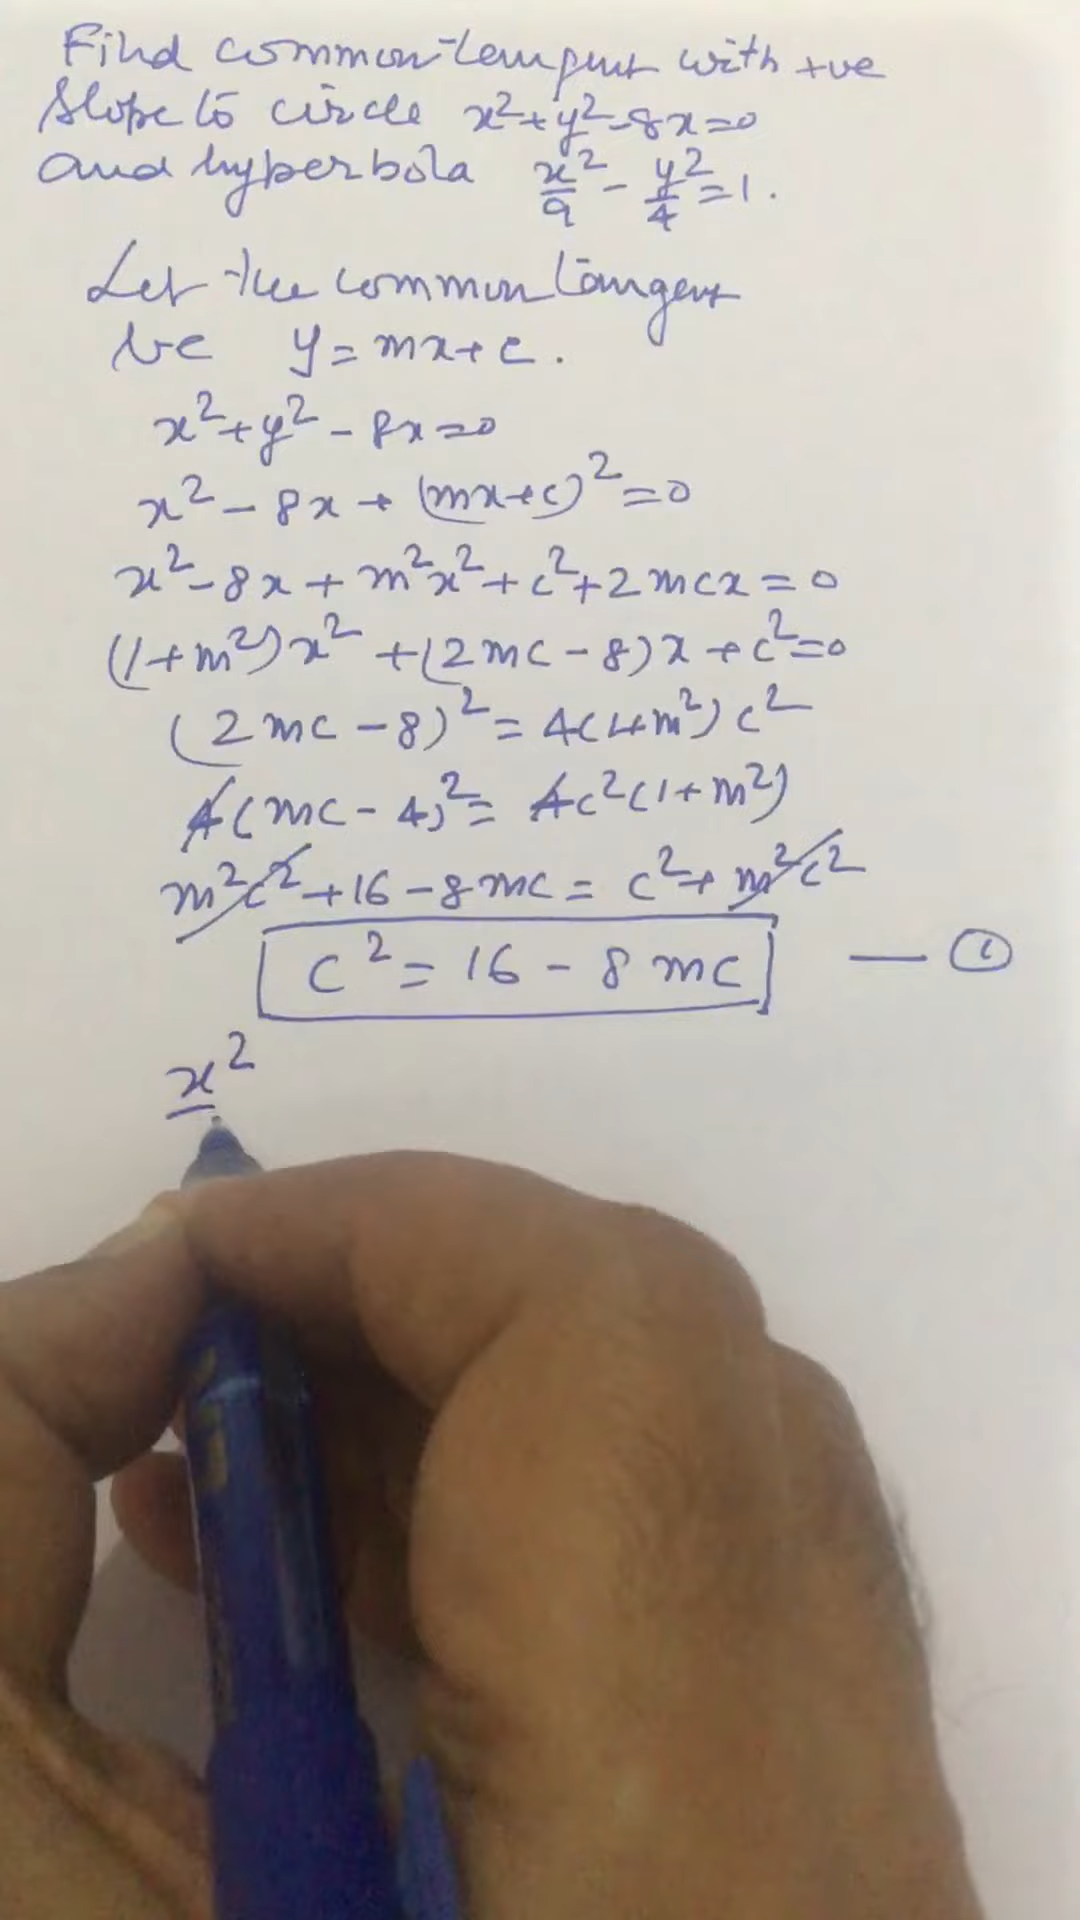 Find common tangent with +ve
slope to circle x²+y²-8x=0
and hyperbola x²/9 - y²/4 = 1.
Let the common tangent
be y=mx+c.
x²+y²-8x=0
x²-8x+(mx+c)²=0
x²-8x+m²x²+c²+2mcx=0
(1+m²)x²+(2mc-8)x+c²=0
(2mc-8)²=4(1+m²)c²
4(mc-4)²=4c²(1+m²)
m²c²+16-8mc=c²+m²c²
c²=16-8mc — ①
x²